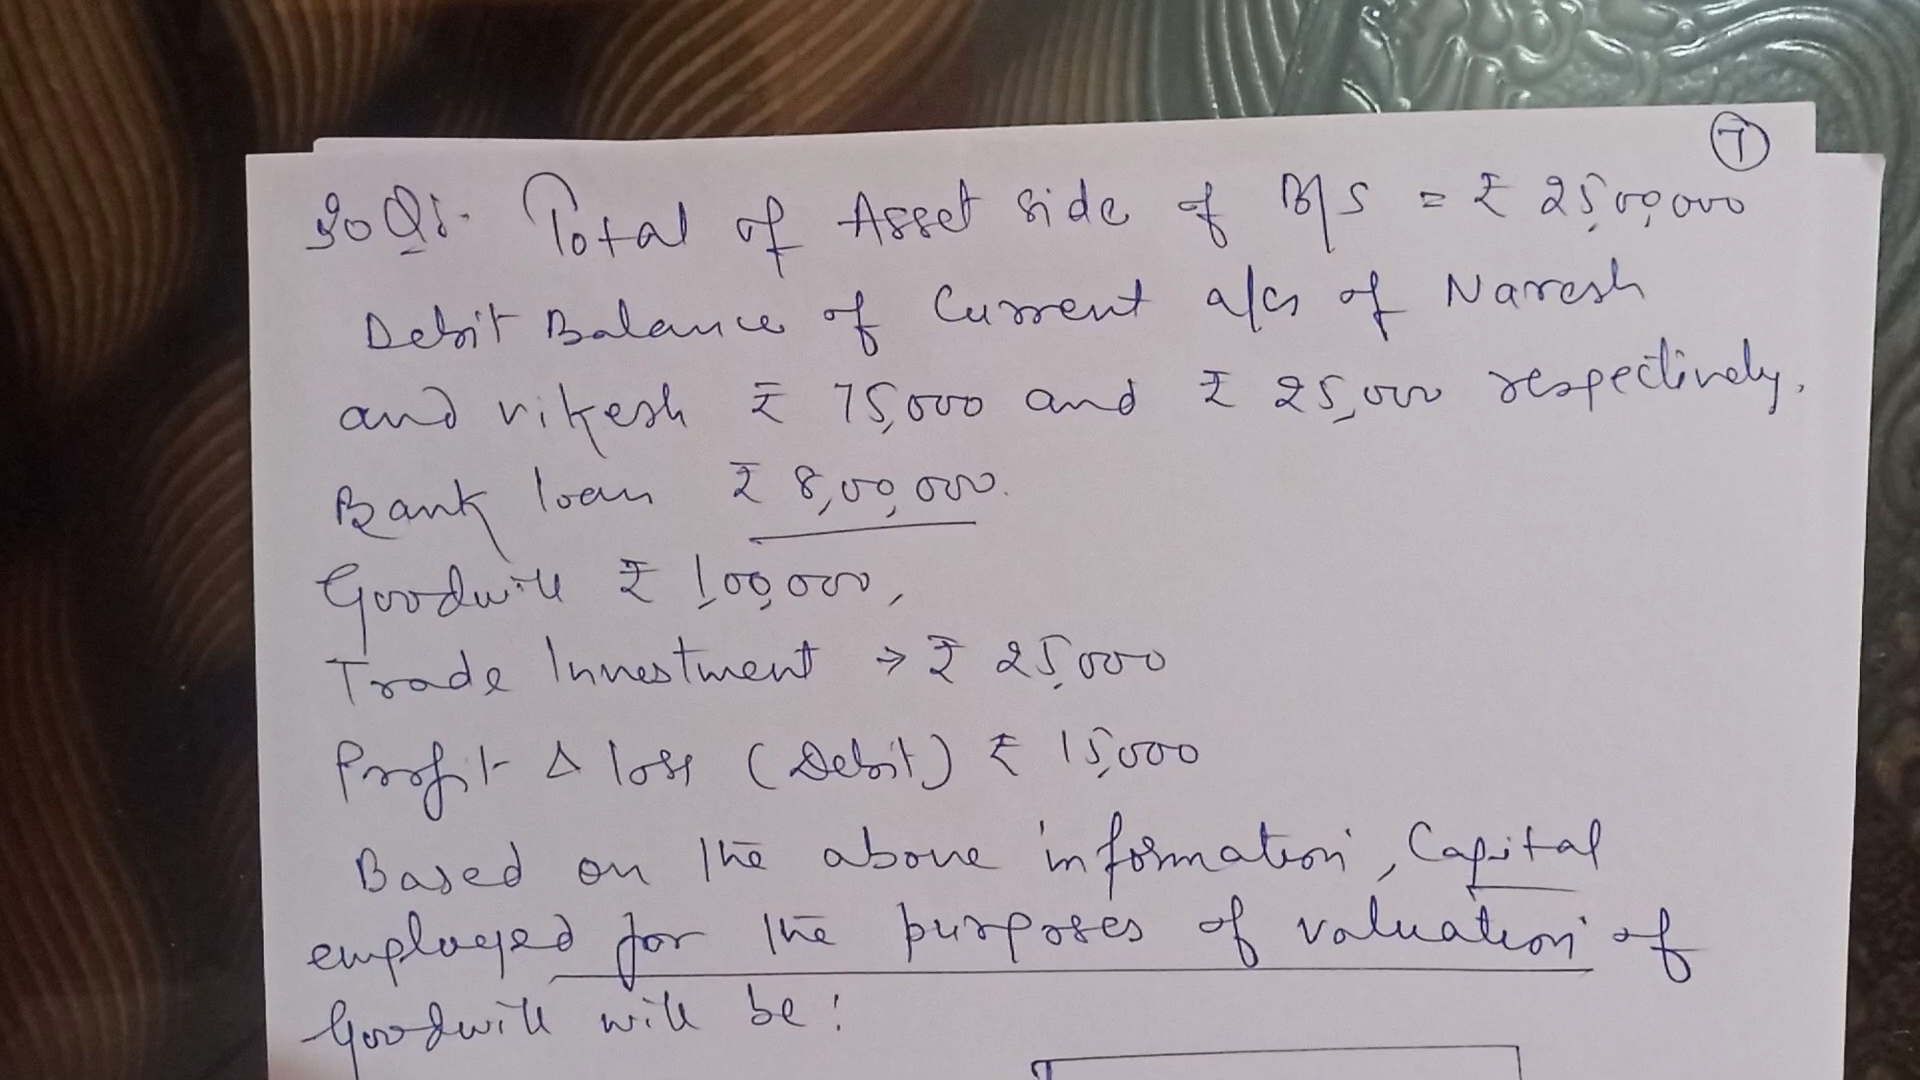 7
30 Q1. Total of Asset side of B/S = ₹ 25,00,000
Debit Balance of Current a/cs of Naresh
and vikesh ₹ 75,000 and ₹ 25,000 respectively.
Bank loan ₹ 8,00,000.
Goodwill ₹ 1,00,000,
Trade Investment → ₹ 25,000
Profit & loss (Debit) ₹ 15,000
Based on the above information, Capital
employed for the purposes of valuation of
Goodwill will be: